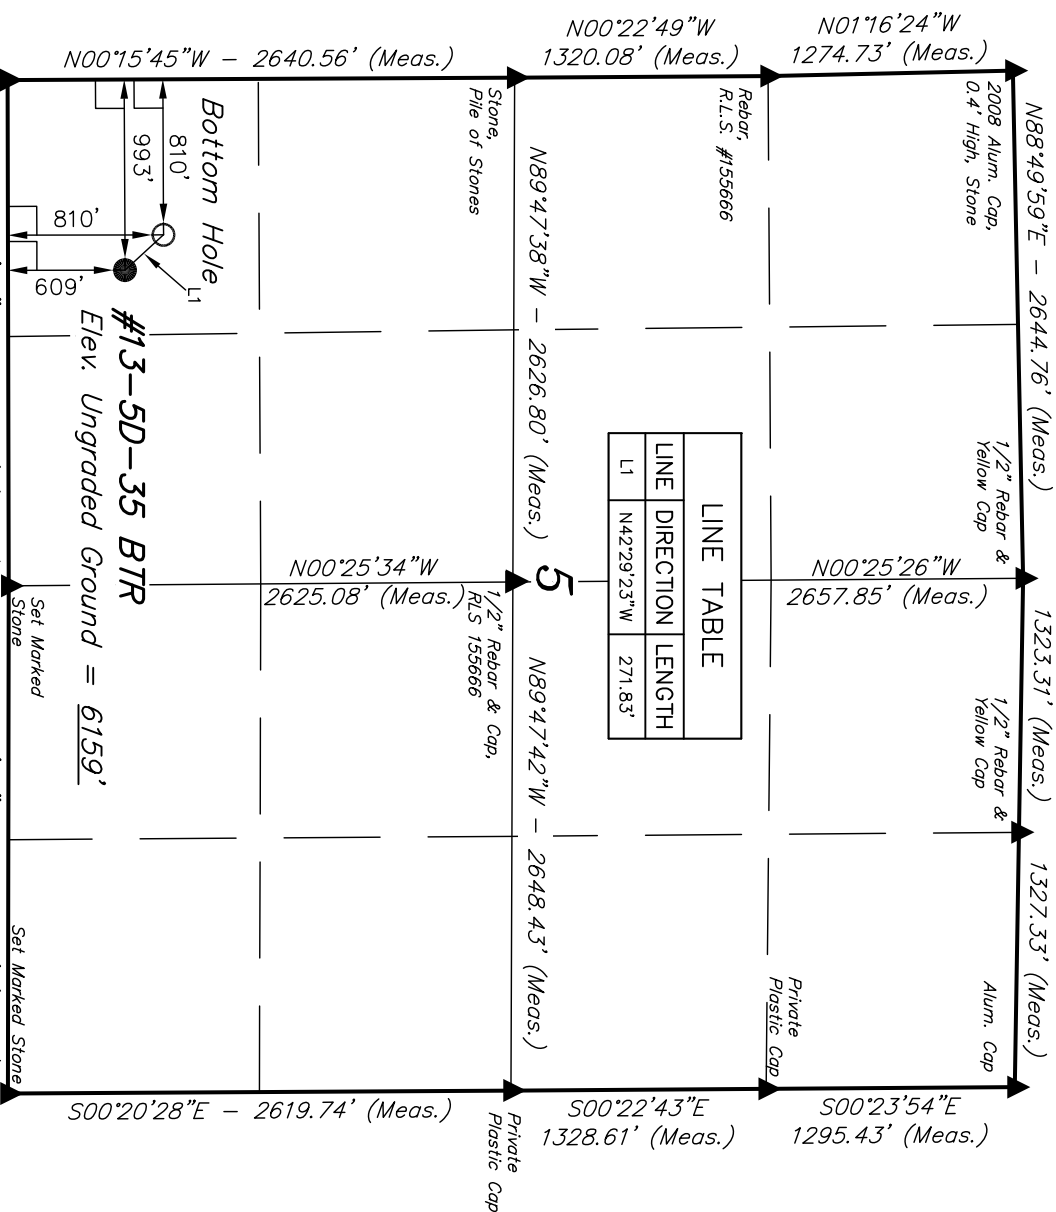 N00°15'45"W - 2640.56' (Meas.)
N00°22'49"W
1320.08' (Meas.)
N01°16'24"W
1274.73' (Meas.)
N88°49'59"E - 2644.76' (Meas.)
1323.31' (Meas.)
1327.33' (Meas.)
2008 Alum. Cap,
0.4' High, Stone
1/2" Rebar &
Yellow Cap
1/2" Rebar &
Yellow Cap
Alum. Cap
Rebar,
R.L.S. #155666
Stone,
Pile of Stones
N89°47'38"W - 2626.80' (Meas.)
5
N89°47'42"W - 2648.43' (Meas.)
LINE TABLE
LINE DIRECTION LENGTH
L1 N42°29'23"W 271.83'
N00°25'26"W
2657.85' (Meas.)
N00°25'34"W
2625.08' (Meas.)
1/2" Rebar & Cap,
RLS 155666
Private
Plastic Cap
Private
Plastic Cap
Bottom Hole
810'
993'
810'
609'
L1
#13-5D-35 BTR
Elev. Ungraded Ground = 6159'
Set Marked
Stone
Set Marked Stone
S00°20'28"E - 2619.74' (Meas.)
S00°22'43"E
1328.61' (Meas.)
S00°23'54"E
1295.43' (Meas.)